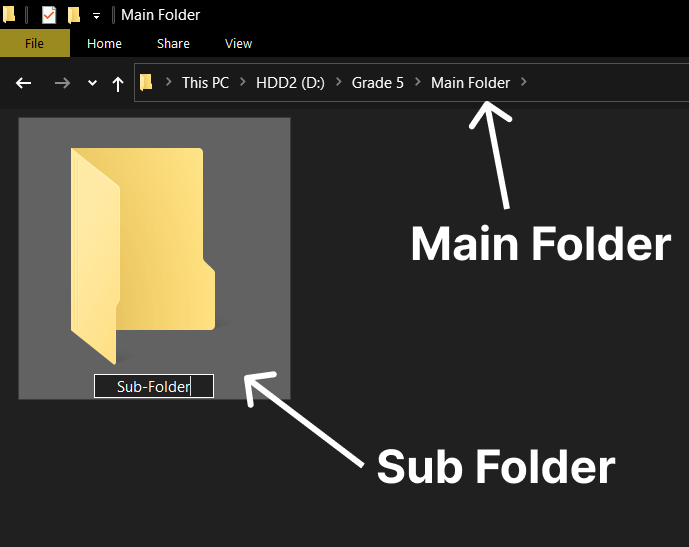 Main Folder
File Home Share View
This PC HDD2 (D:) Grade 5 Main Folder
Main Folder
Sub-Folder
Sub Folder